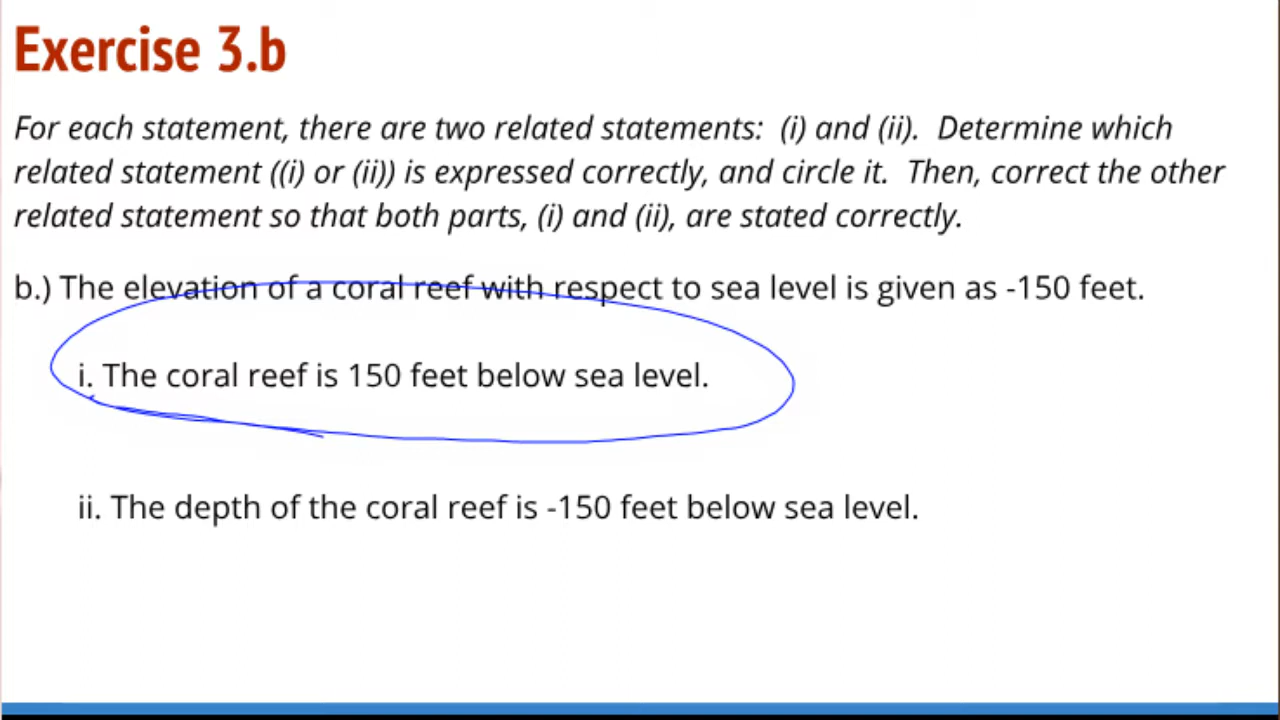 Exercise 3.b
For each statement, there are two related statements:  (i) and (ii).  Determine which
related statement ((i) or (ii)) is expressed correctly, and circle it.  Then, correct the other
related statement so that both parts, (i) and (ii), are stated correctly.
b.) The elevation of a coral reef with respect to sea level is given as -150 feet.
i. The coral reef is 150 feet below sea level.
ii. The depth of the coral reef is -150 feet below sea level.